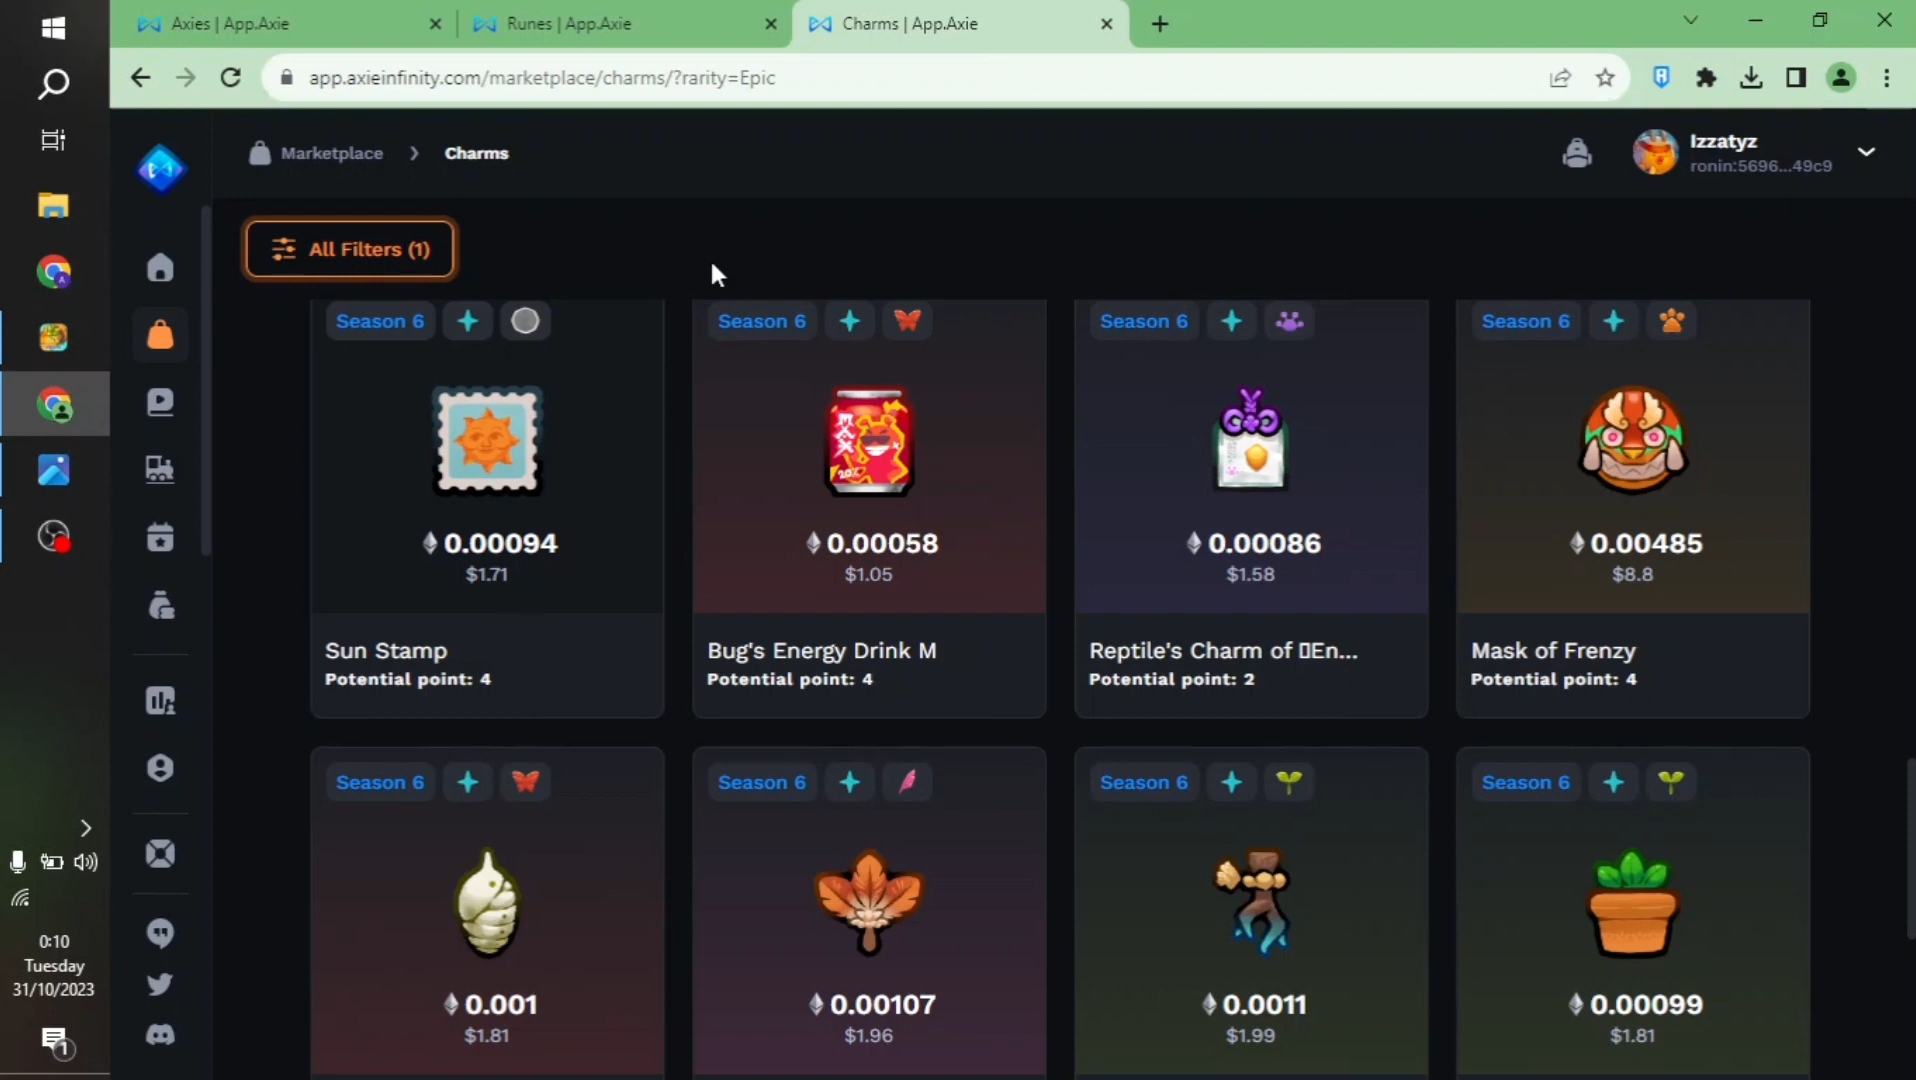 Axies | App.Axie
Runes | App.Axie
Charms | App.Axie
app.axieinfinity.com/marketplace/charms/?rarity=Epic
Marketplace
Charms
Izzatyz
ronin:5696...49c9
All Filters (1)
Season 6
Season 6
Season 6
Season 6
MAX
20%
0.00094
0.00058
0.00086
0.00485
$1.71
$1.05
$1.58
$8.8
Sun Stamp
Bug's Energy Drink M
Reptile's Charm of ▯En...
Mask of Frenzy
Potential point: 4
Potential point: 4
Potential point: 2
Potential point: 4
Season 6
Season 6
Season 6
Season 6
0.001
0.00107
0.0011
0.00099
$1.81
$1.96
$1.99
$1.81
0:10
Tuesday
31/10/2023
1